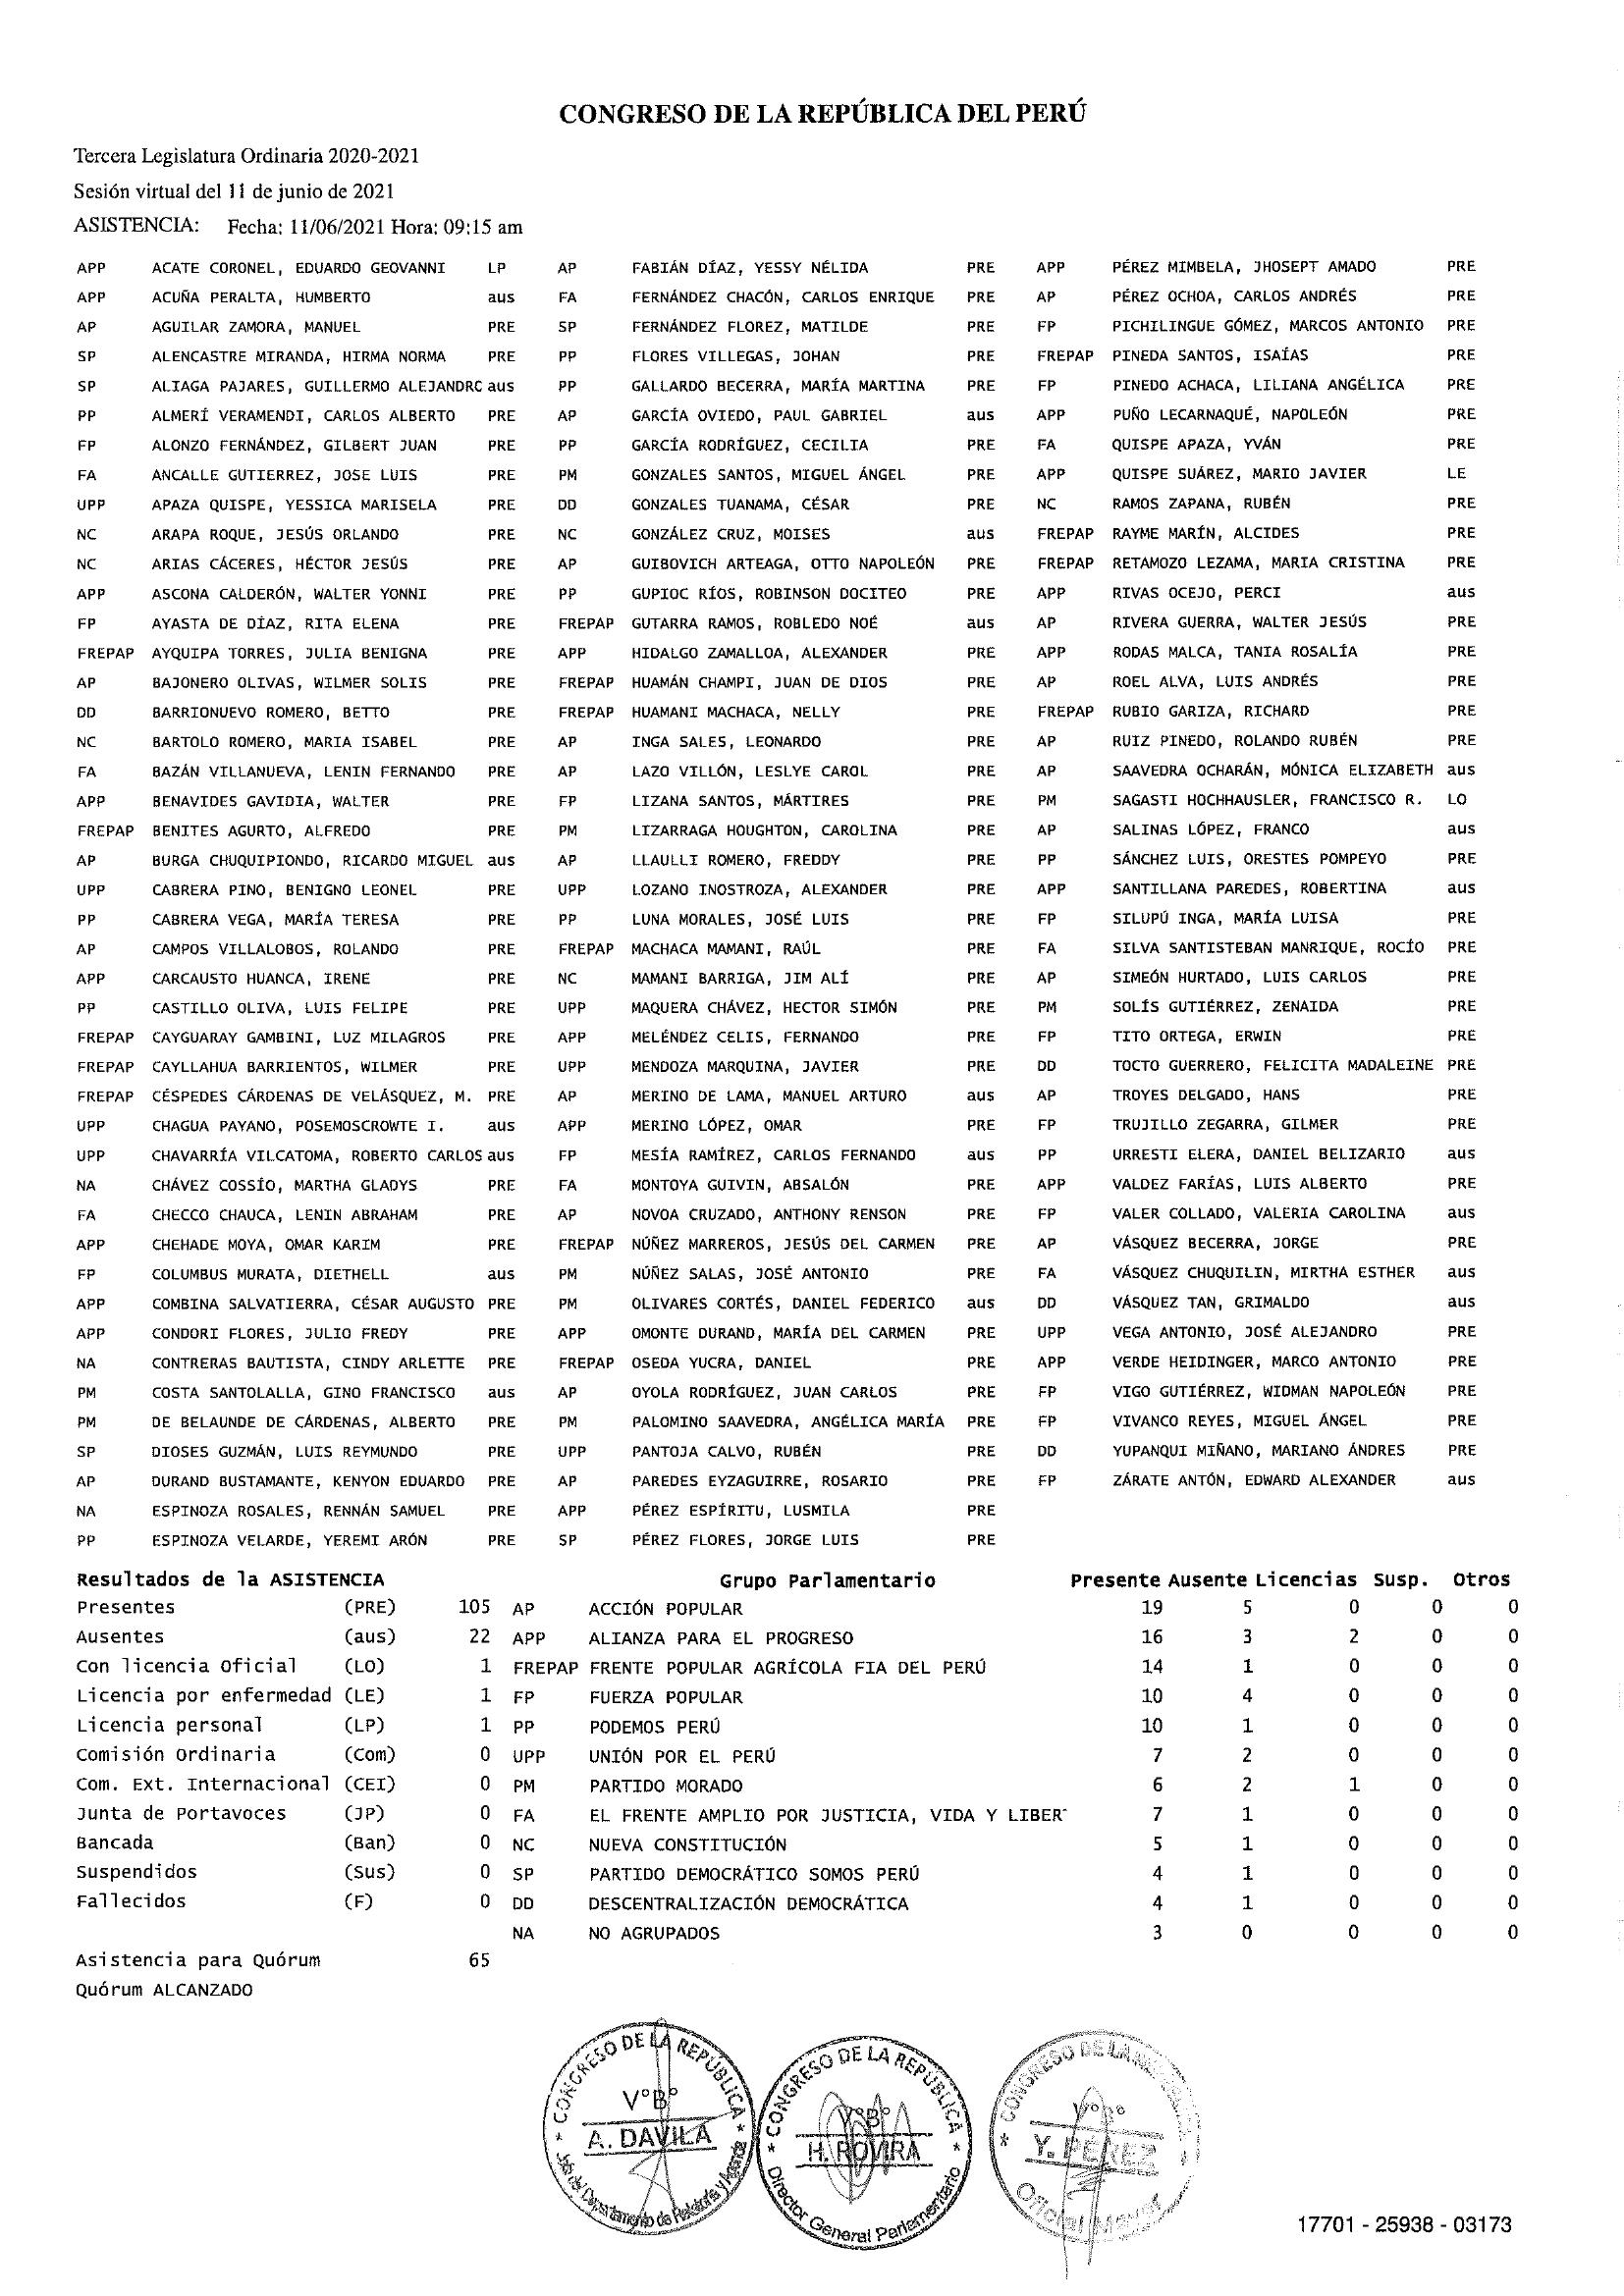 CONGRESO DE LA REPÚBLICA DEL PERÚ
Tercera Legislatura Ordinaria 2020-2021
Sesión virtual del 11 de junio de 2021
ASISTENCIA: Fecha: 11/06/2021 Hora: 09:15 am
APP ACATE CORONEL, EDUARDO GEOVANNI LP AP FABIÁN DÍAZ, YESSY NÉLIDA PRE APP PÉREZ MIMBELA, JHOSEPT AMADO PRE
APP ACUÑA PERALTA, HUMBERTO aus FA FERNÁNDEZ CHACÓN, CARLOS ENRIQUE PRE AP PÉREZ OCHOA, CARLOS ANDRÉS PRE
AP AGUILAR ZAMORA, MANUEL PRE SP FERNÁNDEZ FLOREZ, MATILDE PRE FP PICHILINGUE GÓMEZ, MARCOS ANTONIO PRE
SP ALENCASTRE MIRANDA, HIRMA NORMA PRE PP FLORES VILLEGAS, JOHAN PRE FREPAP PINEDA SANTOS, ISAÍAS PRE
SP ALIAGA PAJARES, GUILLERMO ALEJANDRO aus PP GALLARDO BECERRA, MARÍA MARTINA PRE FP PINEDO ACHACA, LILIANA ANGÉLICA PRE
PP ALMERÍ VERAMENDI, CARLOS ALBERTO PRE AP GARCÍA OVIEDO, PAUL GABRIEL aus APP PUÑO LECARNAQUÉ, NAPOLEÓN PRE
FP ALONZO FERNÁNDEZ, GILBERT JUAN PRE PP GARCÍA RODRÍGUEZ, CECILIA PRE FA QUISPE APAZA, YVÁN PRE
FA ANCALLE GUTIERREZ, JOSE LUIS PRE PM GONZALES SANTOS, MIGUEL ÁNGEL PRE APP QUISPE SUÁREZ, MARIO JAVIER LE
UPP APAZA QUISPE, YESSICA MARISELA PRE DD GONZALES TUANAMA, CÉSAR PRE NC RAMOS ZAPANA, RUBÉN PRE
NC ARAPA ROQUE, JESÚS ORLANDO PRE NC GONZÁLEZ CRUZ, MOISES aus FREPAP RAYME MARÍN, ALCIDES PRE
NC ARIAS CÁCERES, HÉCTOR JESÚS PRE AP GUIBOVICH ARTEAGA, OTTO NAPOLEÓN PRE FREPAP RETAMOZO LEZAMA, MARIA CRISTINA PRE
APP ASCONA CALDERÓN, WALTER YONNI PRE PP GUPIOC RÍOS, ROBINSON DOCITEO PRE APP RIVAS OCEJO, PERCI aus
FP AYASTA DE DÍAZ, RITA ELENA PRE FREPAP GUTARRA RAMOS, ROBLEDO NOÉ aus AP RIVERA GUERRA, WALTER JESÚS PRE
FREPAP AYQUIPA TORRES, JULIA BENIGNA PRE APP HIDALGO ZAMALLOA, ALEXANDER PRE APP RODAS MALCA, TANIA ROSALÍA PRE
AP BAJONERO OLIVAS, WILMER SOLIS PRE FREPAP HUAMÁN CHAMPI, JUAN DE DIOS PRE AP ROEL ALVA, LUIS ANDRÉS PRE
DD BARRIONUEVO ROMERO, BETTO PRE FREPAP HUAMANI MACHACA, NELLY PRE FREPAP RUBIO GARIZA, RICHARD PRE
NC BARTOLO ROMERO, MARIA ISABEL PRE AP INGA SALES, LEONARDO PRE AP RUIZ PINEDO, ROLANDO RUBÉN PRE
FA BAZÁN VILLANUEVA, LENIN FERNANDO PRE AP LAZO VILLÓN, LESLYE CAROL PRE AP SAAVEDRA OCHARÁN, MÓNICA ELIZABETH aus
APP BENAVIDES GAVIDIA, WALTER PRE FP LIZANA SANTOS, MÁRTIRES PRE PM SAGASTI HOCHHAUSLER, FRANCISCO R. LO
FREPAP BENITES AGURTO, ALFREDO PRE PM LIZARRAGA HOUGHTON, CAROLINA PRE AP SALINAS LÓPEZ, FRANCO aus
AP BURGA CHUQUIPIONDO, RICARDO MIGUEL aus AP LLAULLI ROMERO, FREDDY PRE PP SÁNCHEZ LUIS, ORESTES POMPEYO PRE
UPP CABRERA PINO, BENIGNO LEONEL PRE UPP LOZANO INOSTROZA, ALEXANDER PRE APP SANTILLANA PAREDES, ROBERTINA aus
PP CABRERA VEGA, MARÍA TERESA PRE PP LUNA MORALES, JOSÉ LUIS PRE FP SILUPÚ INGA, MARÍA LUISA PRE
AP CAMPOS VILLALOBOS, ROLANDO PRE FREPAP MACHACA MAMANI, RAÚL PRE FA SILVA SANTISTEBAN MANRIQUE, ROCÍO PRE
APP CARCAUSTO HUANCA, IRENE PRE NC MAMANI BARRIGA, JIM ALÍ PRE AP SIMEÓN HURTADO, LUIS CARLOS PRE
PP CASTILLO OLIVA, LUIS FELIPE PRE UPP MAQUERA CHÁVEZ, HECTOR SIMÓN PRE PM SOLÍS GUTIÉRREZ, ZENAIDA PRE
FREPAP CAYGUARAY GAMBINI, LUZ MILAGROS PRE APP MELÉNDEZ CELIS, FERNANDO PRE FP TITO ORTEGA, ERWIN PRE
FREPAP CAYLLAHUA BARRIENTOS, WILMER PRE UPP MENDOZA MARQUINA, JAVIER PRE DD TOCTO GUERRERO, FELICITA MADALEINE PRE
FREPAP CÉSPEDES CÁRDENAS DE VELÁSQUEZ, M. PRE AP MERINO DE LAMA, MANUEL ARTURO aus AP TROYES DELGADO, HANS PRE
UPP CHAGUA PAYANO, POSEMOSCROWTE I. aus APP MERINO LÓPEZ, OMAR PRE FP TRUJILLO ZEGARRA, GILMER PRE
UPP CHAVARRÍA VILCATOMA, ROBERTO CARLOS aus FP MESÍA RAMÍREZ, CARLOS FERNANDO aus PP URRESTI ELERA, DANIEL BELIZARIO aus
NA CHÁVEZ COSSÍO, MARTHA GLADYS PRE FA MONTOYA GUIVIN, ABSALÓN PRE APP VALDEZ FARÍAS, LUIS ALBERTO PRE
FA CHECCO CHAUCA, LENIN ABRAHAM PRE AP NOVOA CRUZADO, ANTHONY RENSON PRE FP VALER COLLADO, VALERIA CAROLINA aus
APP CHEHADE MOYA, OMAR KARIM PRE FREPAP NÚÑEZ MARREROS, JESÚS DEL CARMEN PRE AP VÁSQUEZ BECERRA, JORGE PRE
FP COLUMBUS MURATA, DIETHELL aus PM NÚÑEZ SALAS, JOSÉ ANTONIO PRE FA VÁSQUEZ CHUQUILIN, MIRTHA ESTHER aus
APP COMBINA SALVATIERRA, CÉSAR AUGUSTO PRE PM OLIVARES CORTÉS, DANIEL FEDERICO aus DD VÁSQUEZ TAN, GRIMALDO aus
APP CONDORI FLORES, JULIO FREDY PRE APP OMONTE DURAND, MARÍA DEL CARMEN PRE UPP VEGA ANTONIO, JOSÉ ALEJANDRO PRE
NA CONTRERAS BAUTISTA, CINDY ARLETTE PRE FREPAP OSEDA YUCRA, DANIEL PRE APP VERDE HEIDINGER, MARCO ANTONIO PRE
PM COSTA SANTOLALLA, GINO FRANCISCO aus AP OYOLA RODRÍGUEZ, JUAN CARLOS PRE FP VIGO GUTIÉRREZ, WIDMAN NAPOLEÓN PRE
PM DE BELAUNDE DE CÁRDENAS, ALBERTO PRE PM PALOMINO SAAVEDRA, ANGÉLICA MARÍA PRE FP VIVANCO REYES, MIGUEL ÁNGEL PRE
SP DIOSES GUZMÁN, LUIS REYMUNDO PRE UPP PANTOJA CALVO, RUBÉN PRE DD YUPANQUI MIÑANO, MARIANO ÁNDRES PRE
AP DURAND BUSTAMANTE, KENYON EDUARDO PRE AP PAREDES EYZAGUIRRE, ROSARIO PRE FP ZÁRATE ANTÓN, EDWARD ALEXANDER aus
NA ESPINOZA ROSALES, RENNÁN SAMUEL PRE APP PÉREZ ESPÍRITU, LUSMILA PRE
PP ESPINOZA VELARDE, YEREMI ARÓN PRE SP PÉREZ FLORES, JORGE LUIS PRE
Resultados de la ASISTENCIA Grupo Parlamentario Presente Ausente Licencias Susp. Otros
Presentes (PRE) 105 AP ACCIÓN POPULAR 19 5 0 0 0
Ausentes (aus) 22 APP ALIANZA PARA EL PROGRESO 16 3 2 0 0
Con licencia Oficial (LO) 1 FREPAP FRENTE POPULAR AGRÍCOLA FIA DEL PERÚ 14 1 0 0 0
Licencia por enfermedad (LE) 1 FP FUERZA POPULAR 10 4 0 0 0
Licencia personal (LP) 1 PP PODEMOS PERÚ 10 1 0 0 0
Comisión Ordinaria (Com) 0 UPP UNIÓN POR EL PERÚ 7 2 0 0 0
Com. Ext. Internacional (CEI) 0 PM PARTIDO MORADO 6 2 1 0 0
Junta de Portavoces (JP) 0 FA EL FRENTE AMPLIO POR JUSTICIA, VIDA Y LIBER 7 1 0 0 0
Bancada (Ban) 0 NC NUEVA CONSTITUCIÓN 5 1 0 0 0
Suspendidos (Sus) 0 SP PARTIDO DEMOCRÁTICO SOMOS PERÚ 4 1 0 0 0
Fallecidos (F) 0 DD DESCENTRALIZACIÓN DEMOCRÁTICA 4 1 0 0 0
NA NO AGRUPADOS 3 0 0 0 0
Asistencia para Quórum 65
Quórum ALCANZADO
* CONGRESO DE LA REPÚBLICA *
V°B°
A. DAVILA
Jefe del Departamento de Relatoría y Agenda
* CONGRESO DE LA REPÚBLICA *
V°B°
H. ROVIRA
Director General Parlamentario
* CONGRESO DE LA
V°B°
Y. PÉREZ
Oficial Mayor
17701 - 25938 - 03173